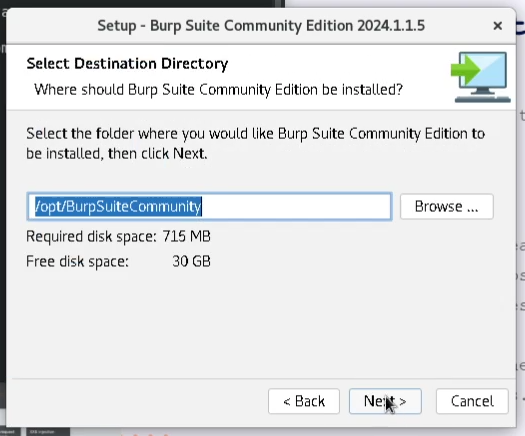 Setup - Burp Suite Community Edition 2024.1.1.5
Select Destination Directory
Where should Burp Suite Community Edition be installed?
Select the folder where you would like Burp Suite Community Edition to
be installed, then click Next.
/opt/BurpSuiteCommunity
Browse ...
Required disk space: 715 MB
Free disk space: 30 GB
< Back
Next >
Cancel